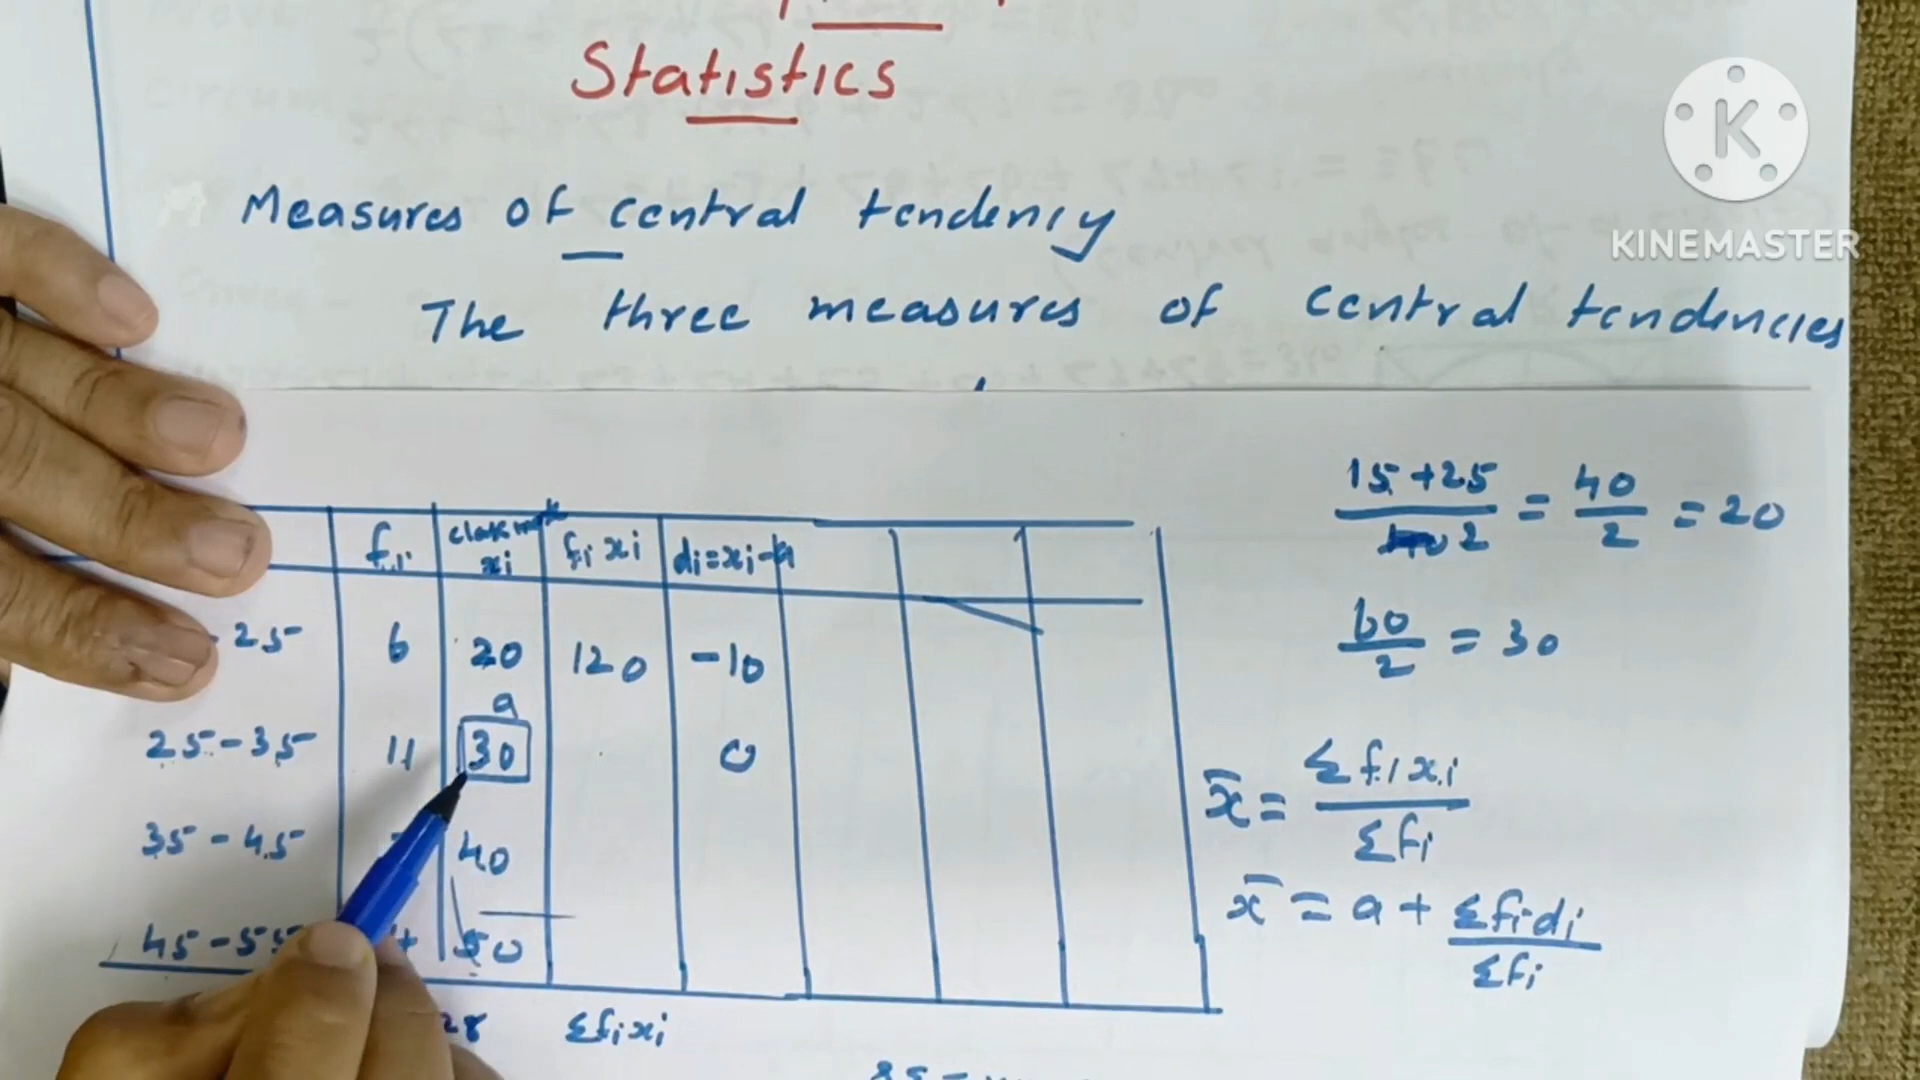 Statistics
K
KINEMASTER
Measures of central tendency
The three measures of central tendencies
fi class mark xi fi xi di = xi - a
25 6 20 120 -10
a
25 - 35 11 30 0
35 - 45 40
45 - 55 50
28 Σfixi
15 + 25 / 2 = 40 / 2 = 20
60 / 2 = 30
x̄ = Σfixi / Σfi
x̄ = a + Σfidi / Σfi